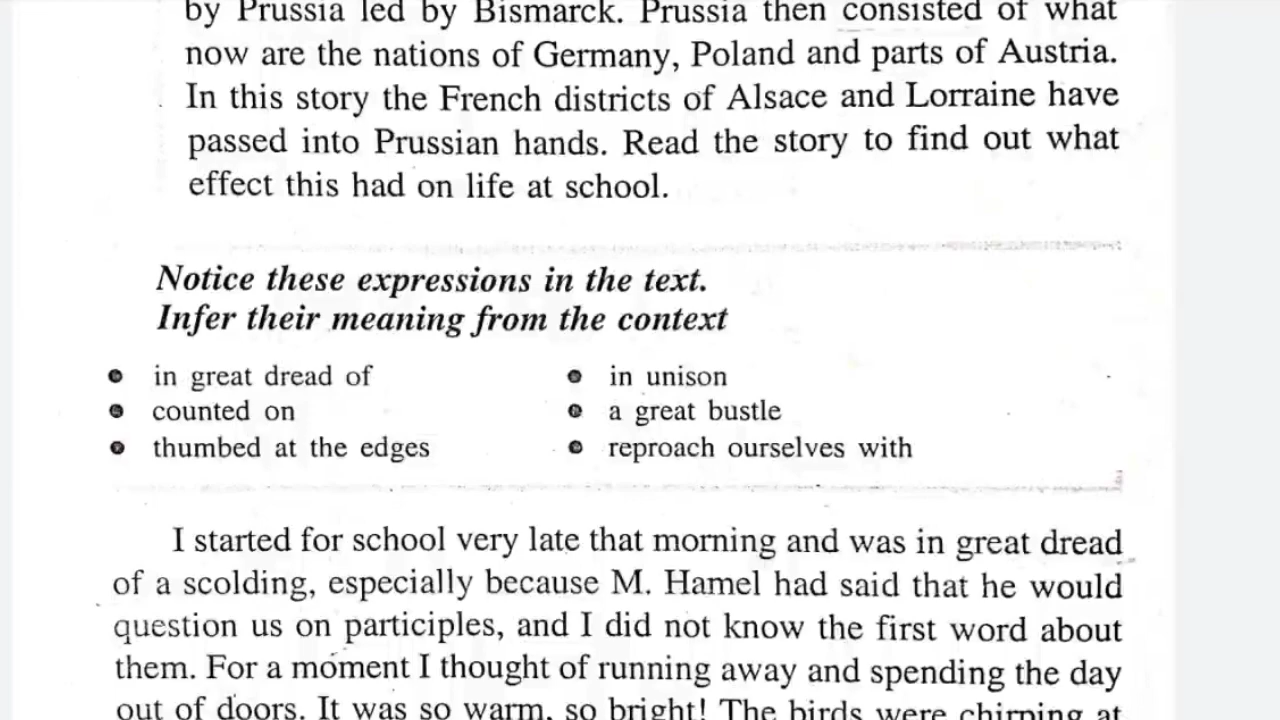 by Prussia led by Bismarck. Prussia then consisted of what
now are the nations of Germany, Poland and parts of Austria.
In this story the French districts of Alsace and Lorraine have
passed into Prussian hands. Read the story to find out what
effect this had on life at school.
Notice these expressions in the text.
Infer their meaning from the context
• in great dread of
• counted on
• thumbed at the edges
• in unison
• a great bustle
• reproach ourselves with
I started for school very late that morning and was in great dread
of a scolding, especially because M. Hamel had said that he would
question us on participles, and I did not know the first word about
them. For a moment I thought of running away and spending the day
out of doors. It was so warm, so bright! The birds were chirping at